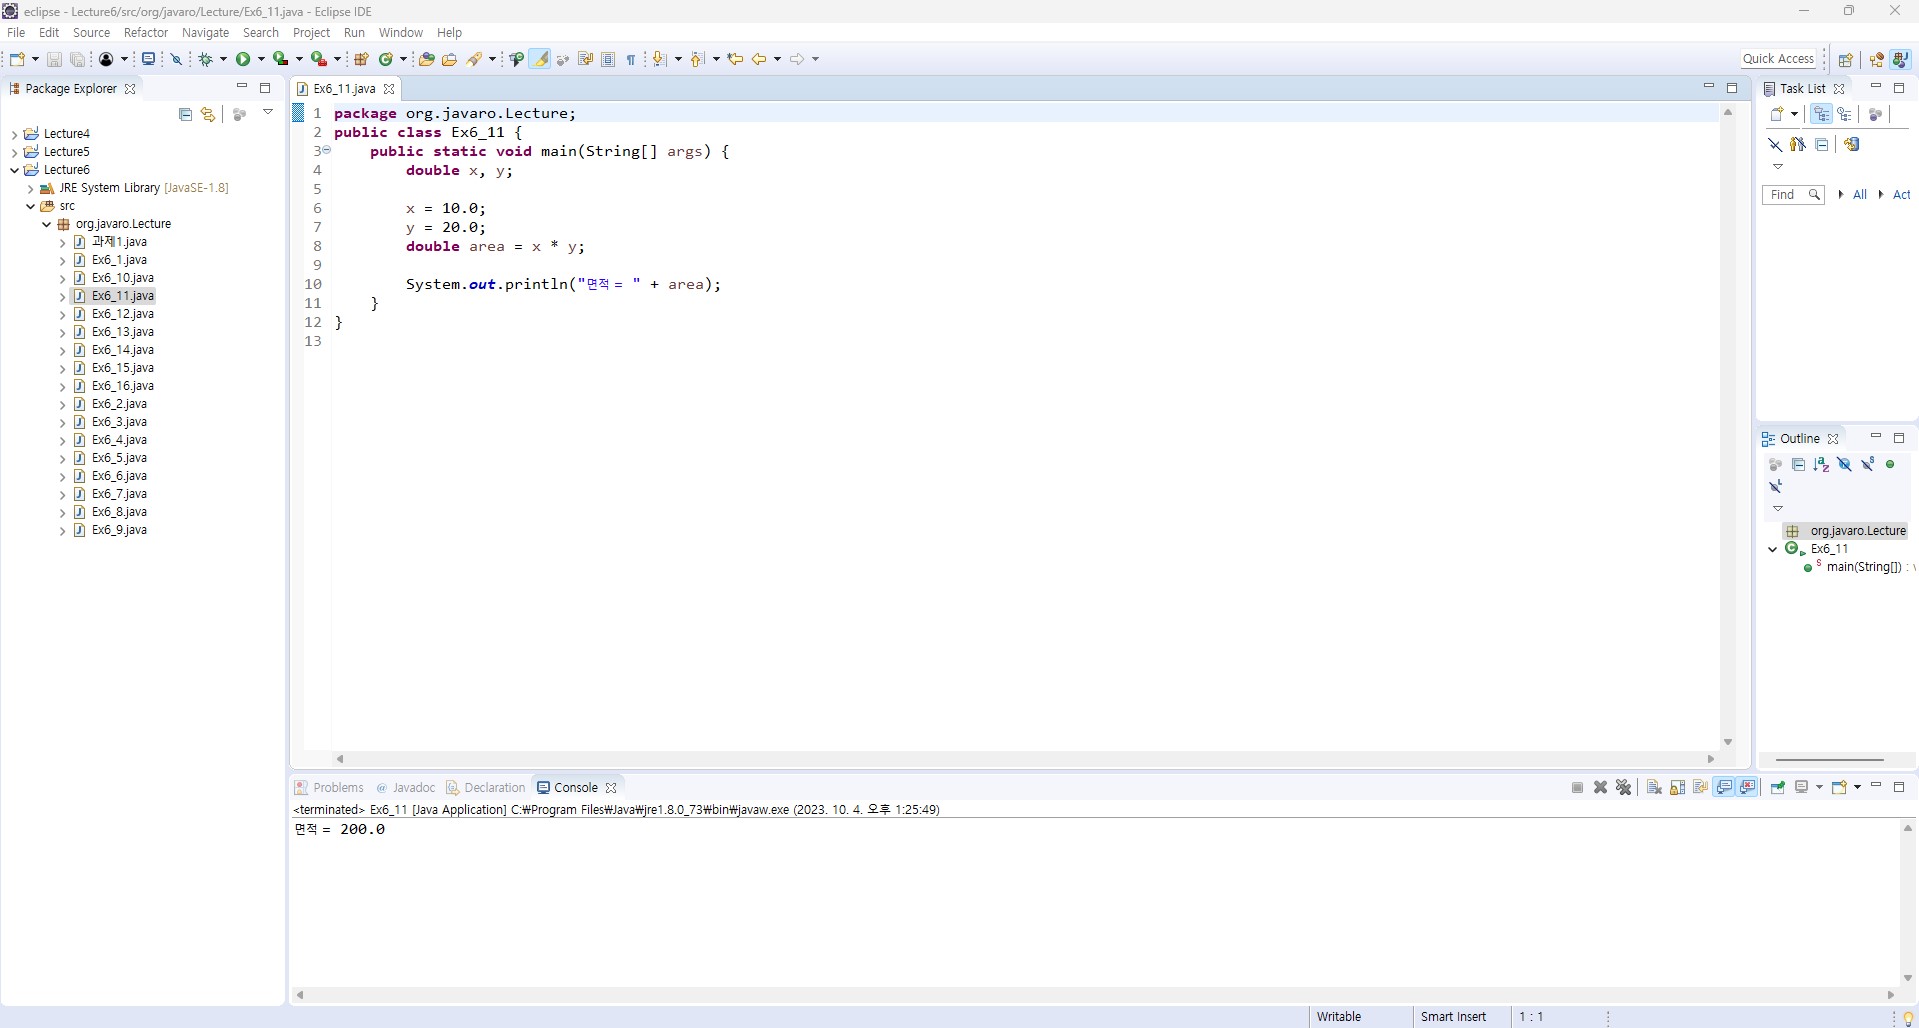 eclipse - Lecture6/src/org/javaro/Lecture/Ex6_11.java - Eclipse IDE
File Edit Source Refactor Navigate Search Project Run Window Help
Quick Access
Package Explorer
Lecture4
Lecture5
Lecture6
JRE System Library [JavaSE-1.8]
src
org.javaro.Lecture
과제1.java
Ex6_1.java
Ex6_10.java
Ex6_11.java
Ex6_12.java
Ex6_13.java
Ex6_14.java
Ex6_15.java
Ex6_16.java
Ex6_2.java
Ex6_3.java
Ex6_4.java
Ex6_5.java
Ex6_6.java
Ex6_7.java
Ex6_8.java
Ex6_9.java
Ex6_11.java
1 package org.javaro.Lecture;
2 public class Ex6_11 {
3 public static void main(String[] args) {
4 double x, y;
5
6 x = 10.0;
7 y = 20.0;
8 double area = x * y;
9
10 System.out.println("면적 = " + area);
11 }
12 }
13
Task List
Find All Act
Outline
org.javaro.Lecture
Ex6_11
main(String[]) : v
Problems Javadoc Declaration Console
<terminated> Ex6_11 [Java Application] C:₩Program Files₩Java₩jre1.8.0_73₩bin₩javaw.exe (2023. 10. 4. 오후 1:25:49)
면적 = 200.0
Writable Smart Insert 1 : 1